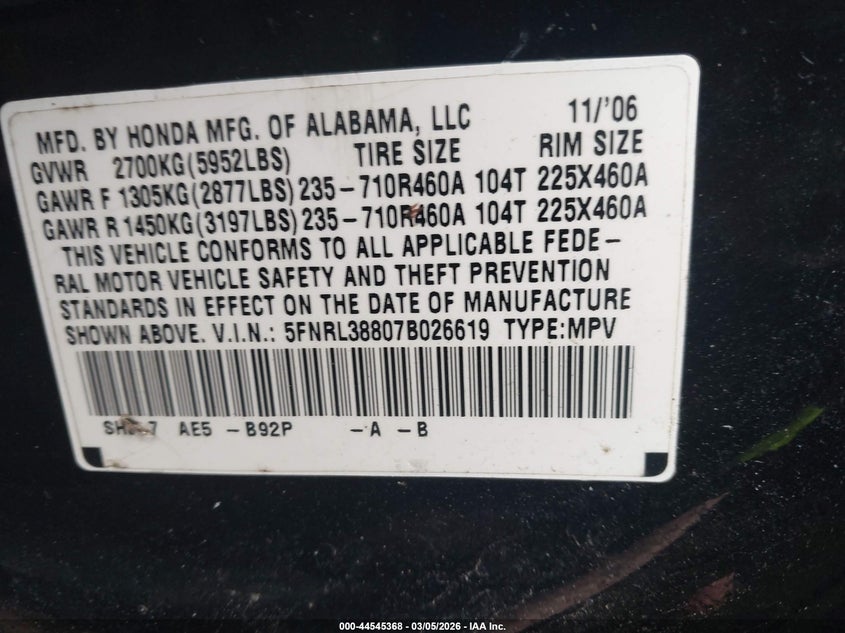 MFD. BY HONDA MFG. OF ALABAMA, LLC 11/'06
GVWR 2700KG(5952LBS) TIRE SIZE RIM SIZE
GAWR F 1305KG(2877LBS) 235-710R460A 104T 225X460A
GAWR R 1450KG(3197LBS) 235-710R460A 104T 225X460A
THIS VEHICLE CONFORMS TO ALL APPLICABLE FEDE-
RAL MOTOR VEHICLE SAFETY AND THEFT PREVENTION
STANDARDS IN EFFECT ON THE DATE OF MANUFACTURE
SHOWN ABOVE. V.I.N.: 5FNRL38807B026619 TYPE:MPV
AE5 -B92P -A -B
000-44545368 - 03/05/2026 - IAA Inc.